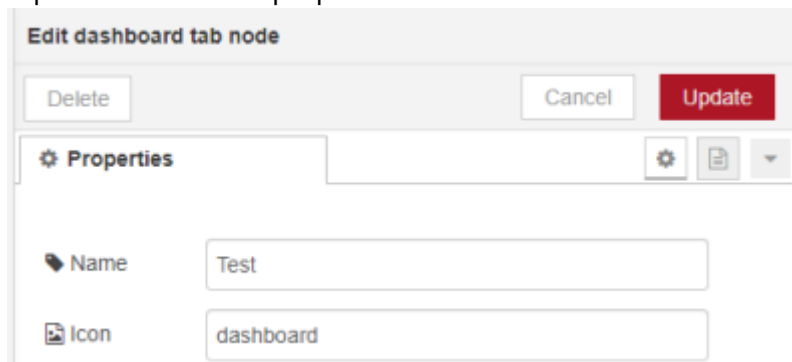 Edit dashboard tab node
Delete Cancel Update
Properties
Name Test
Icon dashboard